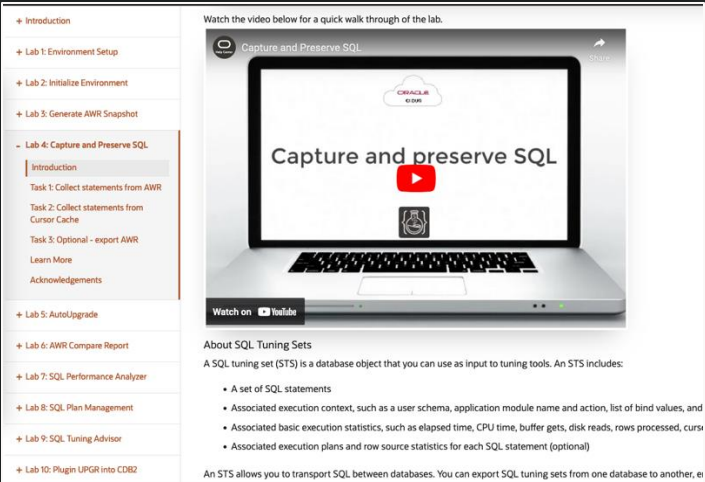 + Introduction
+ Lab 1: Environment Setup
+ Lab 2: Initialize Environment
+ Lab 3: Generate AWR Snapshot
- Lab 4: Capture and Preserve SQL
Introduction
Task 1: Collect statements from AWR
Task 2: Collect statements from
Cursor Cache
Task 3: Optional - export AWR
Learn More
Acknowledgements
+ Lab 5: AutoUpgrade
+ Lab 6: AWR Compare Report
+ Lab 7: SQL Performance Analyzer
+ Lab 8: SQL Plan Management
+ Lab 9: SQL Tuning Advisor
+ Lab 10: Plugin UPGR into CDB2
Watch the video below for a quick walk through of the lab.
Capture and Preserve SQL
Share
ORACLE
CLOUD
Capture and preserve SQL
Watch on YouTube
About SQL Tuning Sets
A SQL tuning set (STS) is a database object that you can use as input to tuning tools. An STS includes:
• A set of SQL statements
• Associated execution context, such as a user schema, application module name and action, list of bind values, and
• Associated basic execution statistics, such as elapsed time, CPU time, buffer gets, disk reads, rows processed,
• Associated execution plans and row source statistics for each SQL statement (optional)
An STS allows you to transport SQL between databases. You can export SQL tuning sets from one database to another,